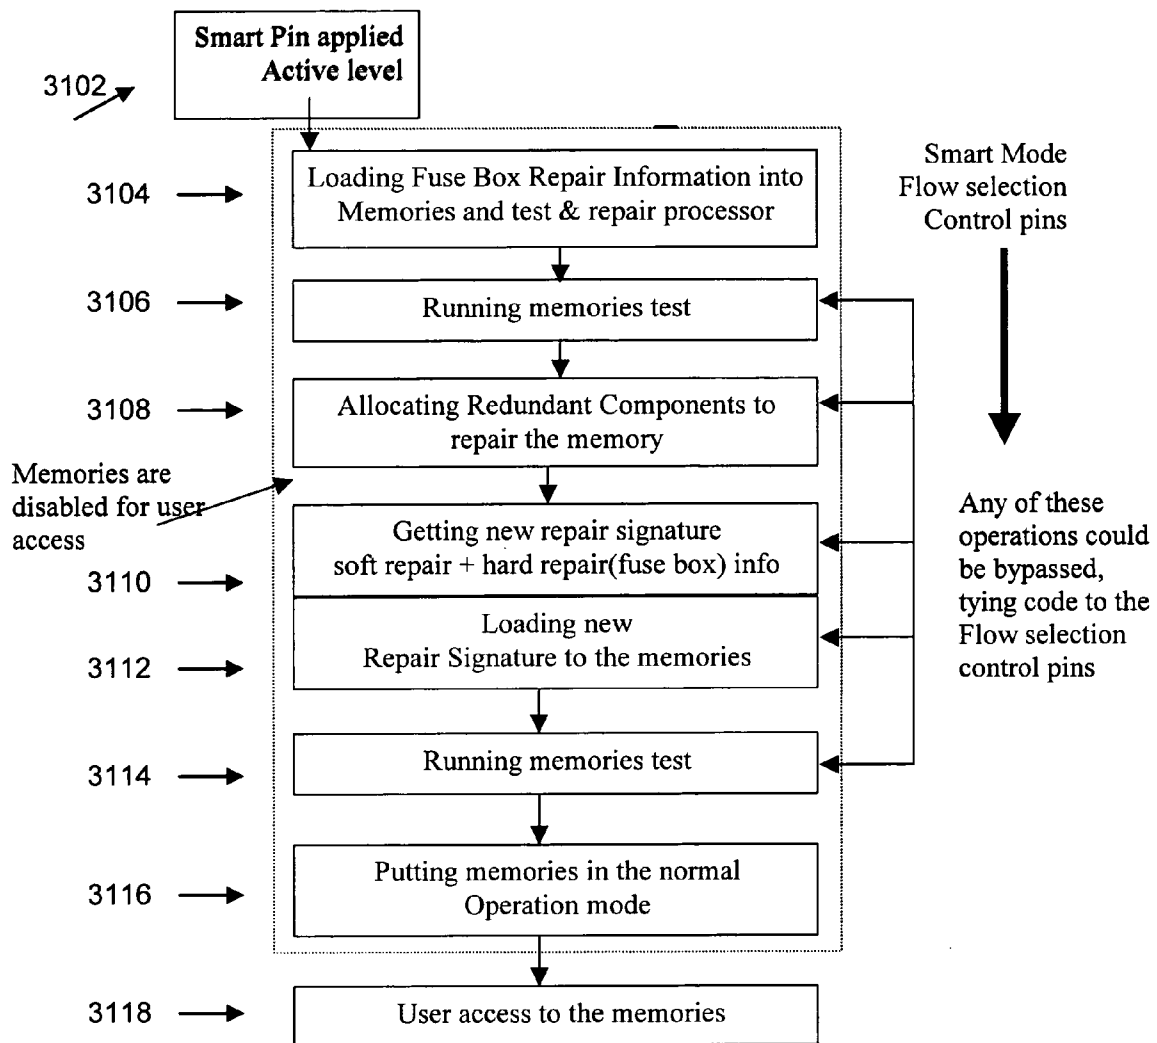 Smart Pin applied
Active level
3102
3104
Loading Fuse Box Repair Information into
Memories and test & repair processor
Smart Mode
Flow selection
Control pins
3106
Running memories test
3108
Allocating Redundant Components to
repair the memory
Memories are
disabled for user
access
3110
Getting new repair signature
soft repair + hard repair(fuse box) info
Any of these
operations could
be bypassed,
tying code to the
Flow selection
control pins
3112
Loading new
Repair Signature to the memories
3114
Running memories test
3116
Putting memories in the normal
Operation mode
3118
User access to the memories